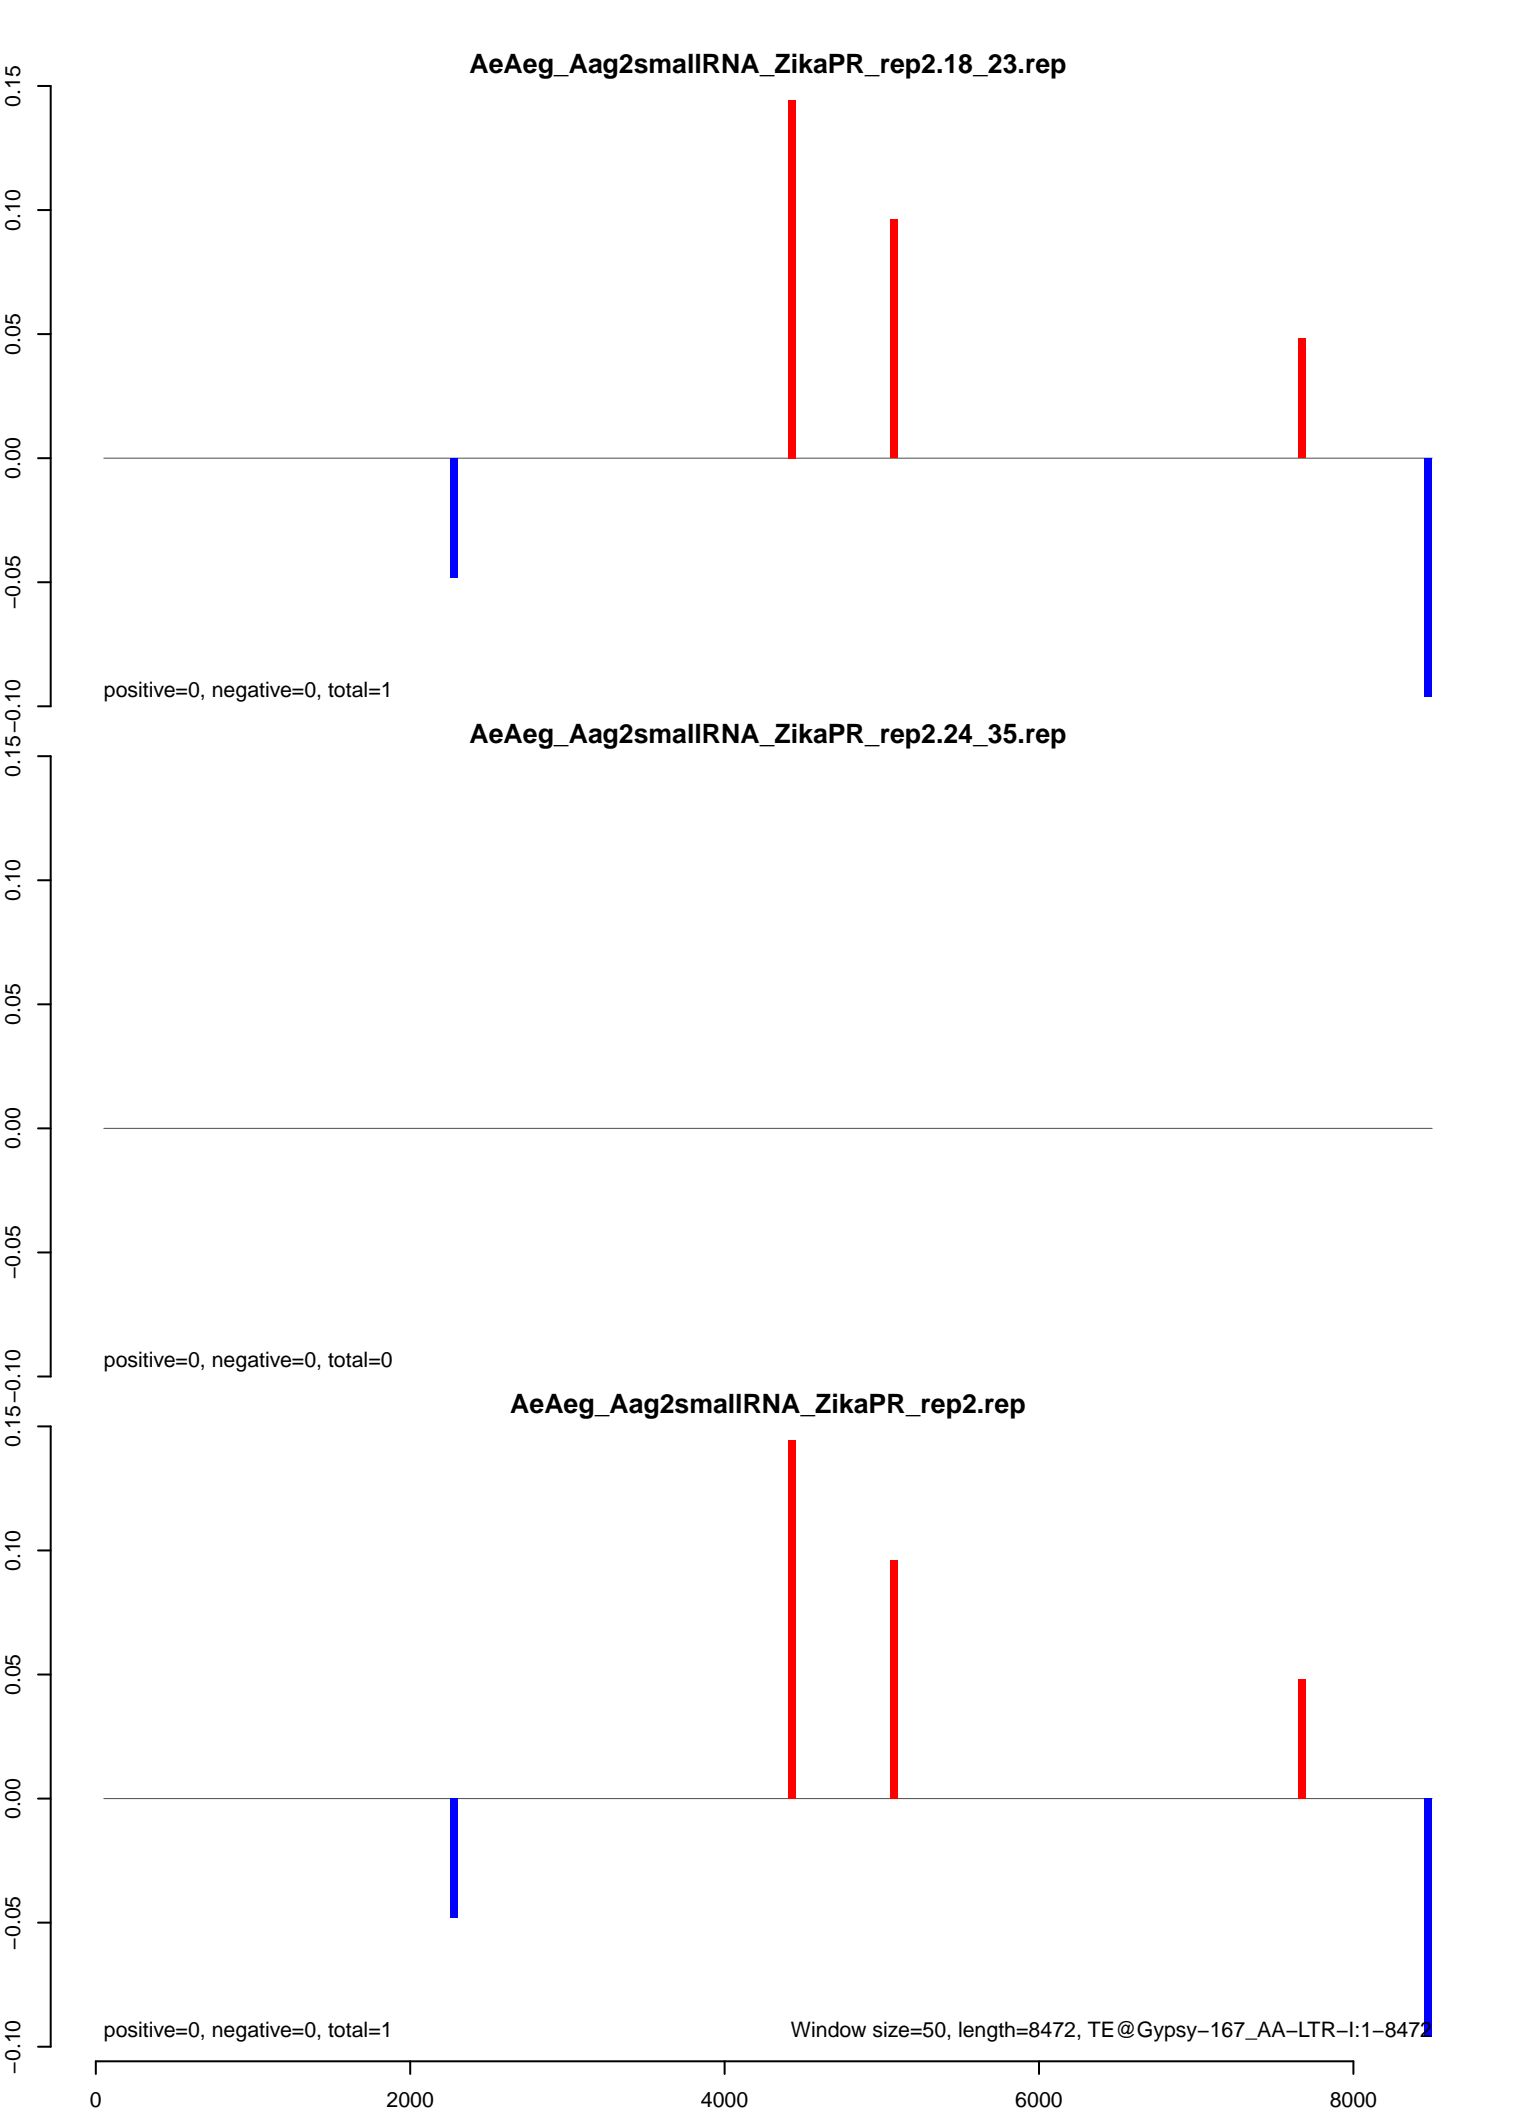 AeAeg_Aag2smallRNA_ZikaPR_rep2.18_23.rep
0.15
0.10
0.05
0.00
−0.05
−0.10
positive=0, negative=0, total=1
AeAeg_Aag2smallRNA_ZikaPR_rep2.24_35.rep
0.15
0.10
0.05
0.00
−0.05
−0.10
positive=0, negative=0, total=0
AeAeg_Aag2smallRNA_ZikaPR_rep2.rep
0.15
0.10
0.05
0.00
−0.05
−0.10
positive=0, negative=0, total=1
Window size=50, length=8472, TE@Gypsy−167_AA−LTR−I:1−8472
0 2000 4000 6000 8000